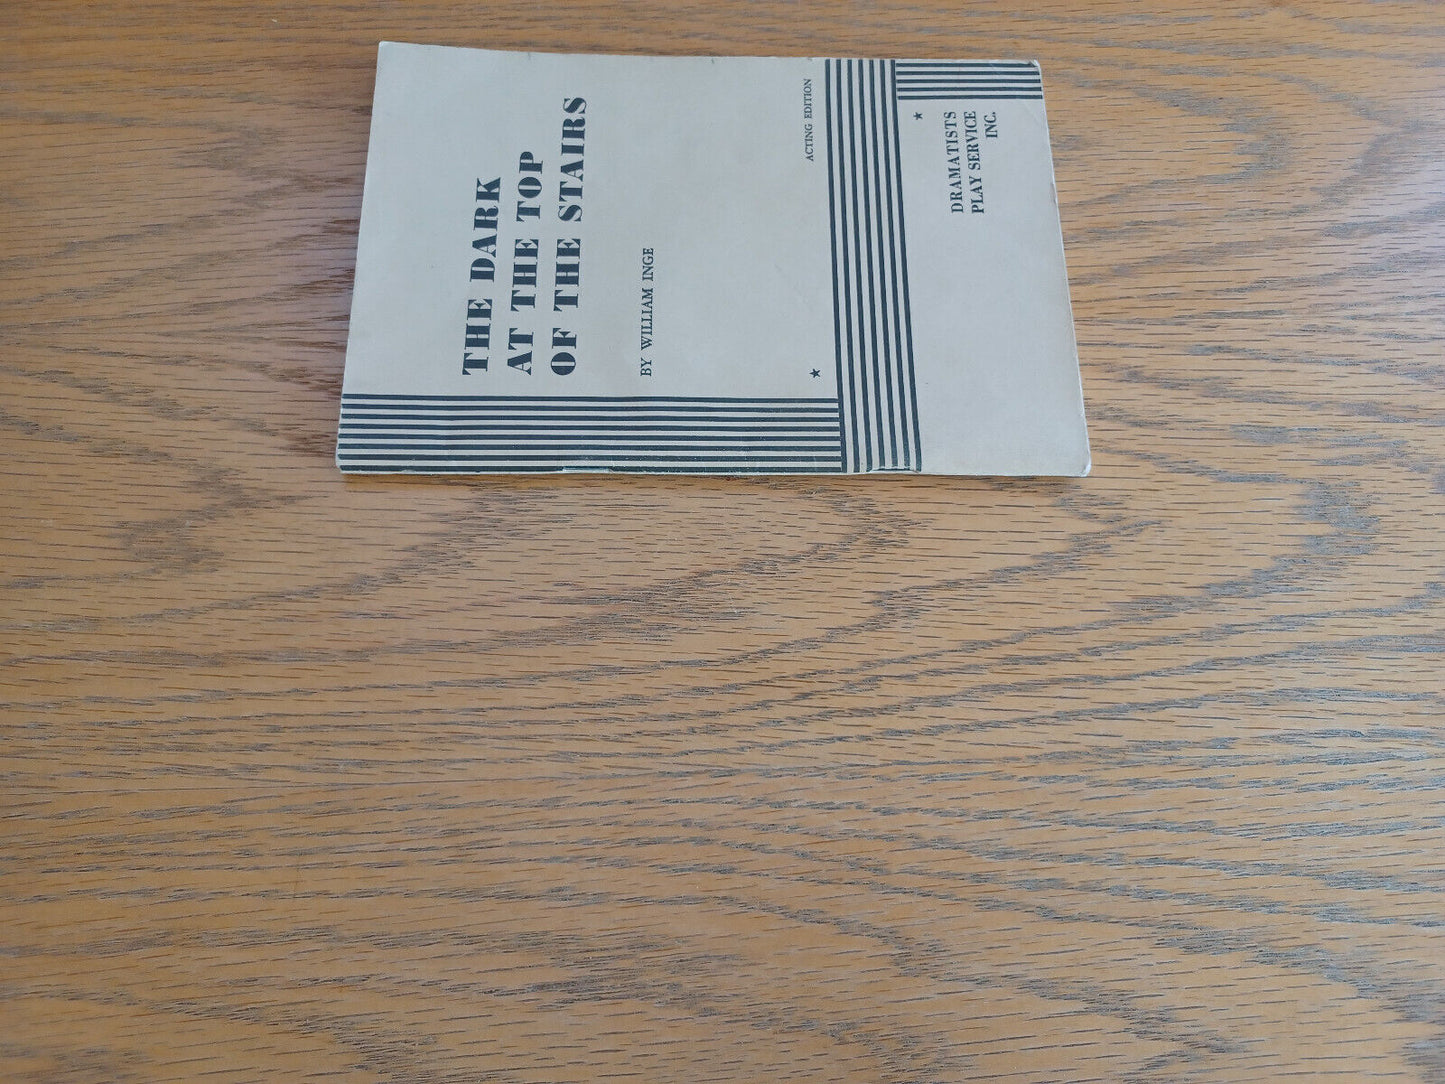 THE DARK
AT THE TOP
OF THE STAIRS
BY WILLIAM INGE
ACTING EDITION
DRAMATISTS
PLAY SERVICE
INC.